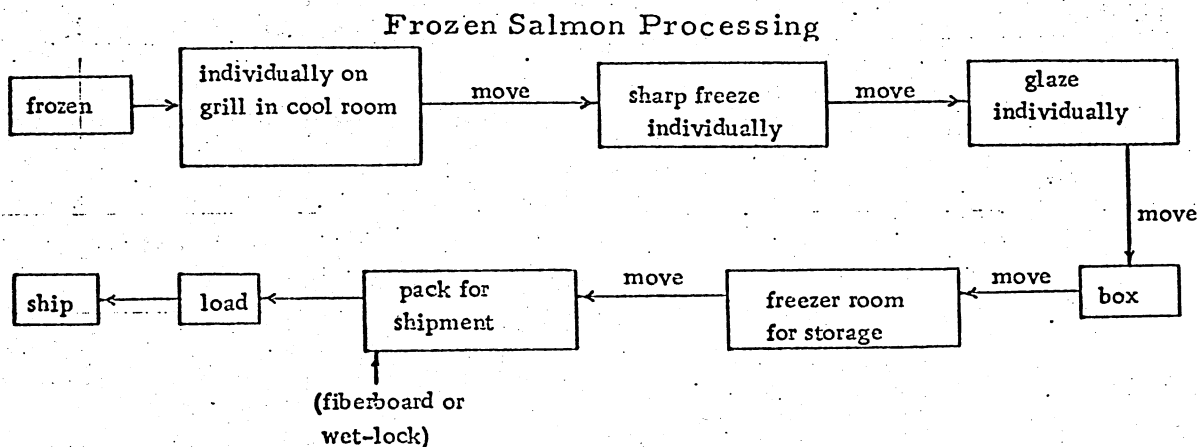 Frozen Salmon Processing
frozen
individually on
grill in cool room
move
sharp freeze
individually
move
glaze
individually
move
box
move
freezer room
for storage
move
pack for
shipment
(fiberboard or
wet-lock)
load
ship